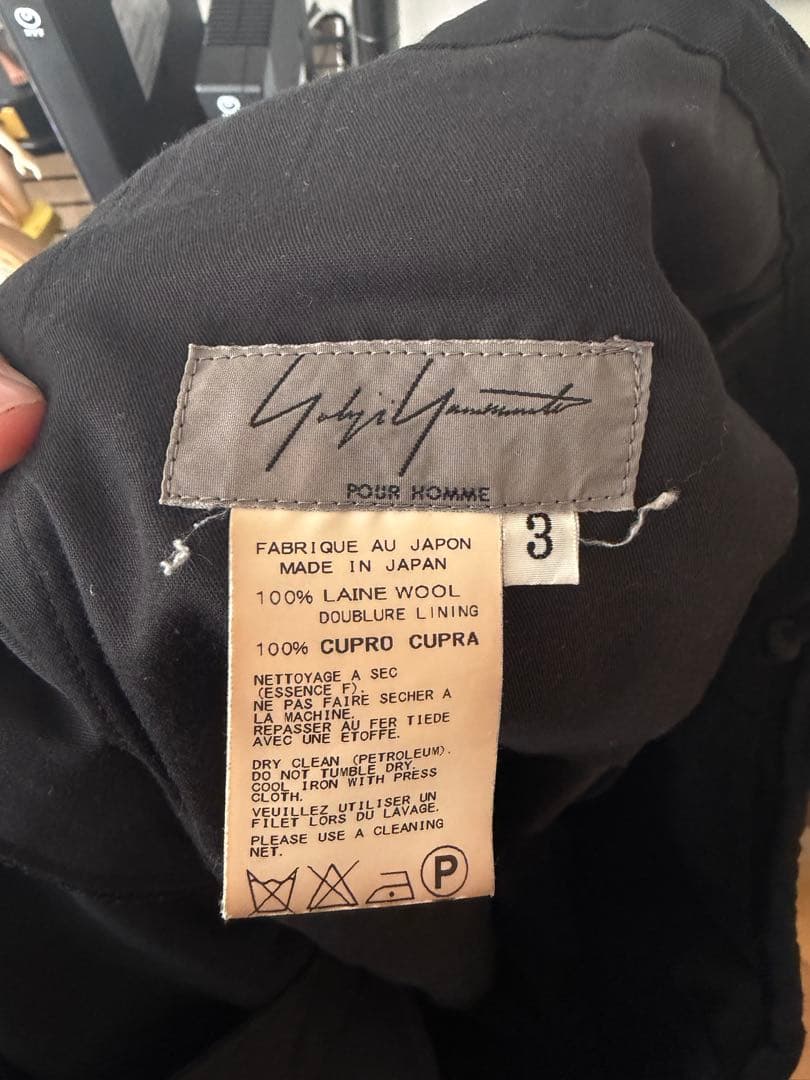 Yohji Yamamoto
POUR HOMME
3
FABRIQUE AU JAPON
MADE IN JAPAN
100% LAINE WOOL
DOUBLURE LINING
100% CUPRO CUPRA
NETTOYAGE A SEC
(ESSENCE F).
NE PAS FAIRE SECHER A
LA MACHINE.
REPASSER AU FER TIEDE
AVEC UNE ETOFFE.
DRY CLEAN (PETROLEUM).
DO NOT TUMBLE DRY.
COOL IRON WITH PRESS
CLOTH.
VEUILLEZ UTILISER UN
FILET LORS DU LAVAGE.
PLEASE USE A CLEANING
NET.
P